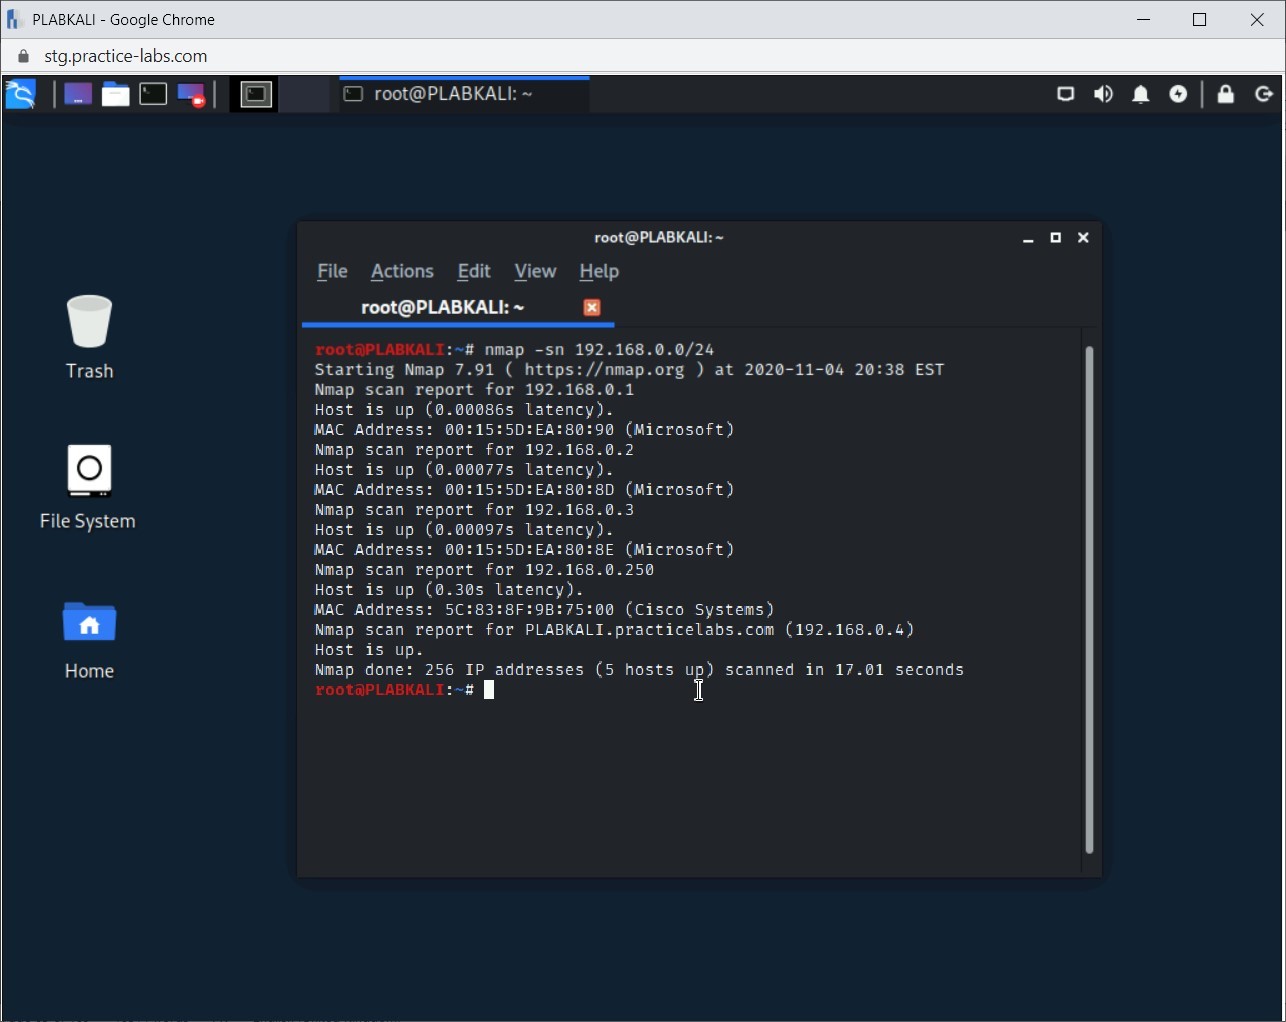 PLABKALI - Google Chrome
stg.practice-labs.com
root@PLABKALI: ~
root@PLABKALI: ~
File Actions Edit View Help
root@PLABKALI: ~
root@PLABKALI:~# nmap -sn 192.168.0.0/24
Starting Nmap 7.91 ( https://nmap.org ) at 2020-11-04 20:38 EST
Nmap scan report for 192.168.0.1
Host is up (0.00086s latency).
MAC Address: 00:15:5D:EA:80:90 (Microsoft)
Nmap scan report for 192.168.0.2
Host is up (0.00077s latency).
MAC Address: 00:15:5D:EA:80:8D (Microsoft)
Nmap scan report for 192.168.0.3
Host is up (0.00097s latency).
MAC Address: 00:15:5D:EA:80:8E (Microsoft)
Nmap scan report for 192.168.0.250
Host is up (0.30s latency).
MAC Address: 5C:83:8F:9B:75:00 (Cisco Systems)
Nmap scan report for PLABKALI.practicelabs.com (192.168.0.4)
Host is up.
Nmap done: 256 IP addresses (5 hosts up) scanned in 17.01 seconds
root@PLABKALI:~#
Trash
File System
Home